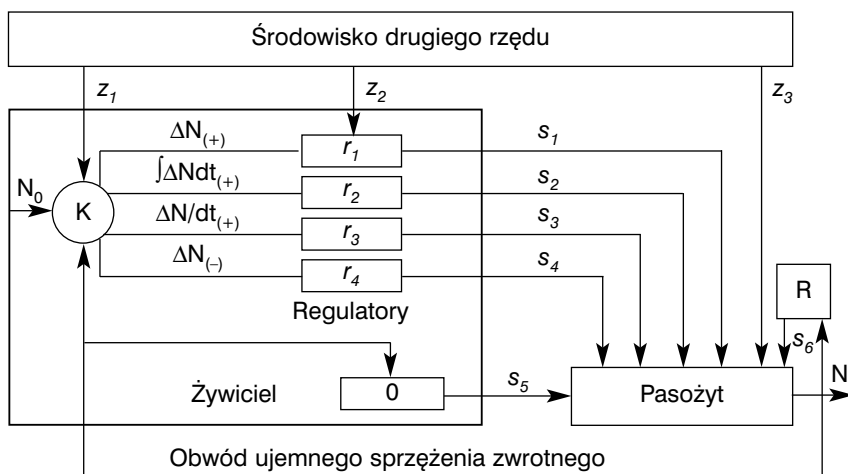 Środowisko drugiego rzędu
z₁ z₂ z₃
ΔN₍₊₎ r₁ s₁
∫ΔNdt₍₊₎ r₂ s₂
N₀ K ΔN/dt₍₊₎ r₃ s₃
ΔN₍₋₎ r₄ s₄
Regulatory R
s₆
Żywiciel 0 s₅ Pasożyt N
Obwód ujemnego sprzężenia zwrotnego